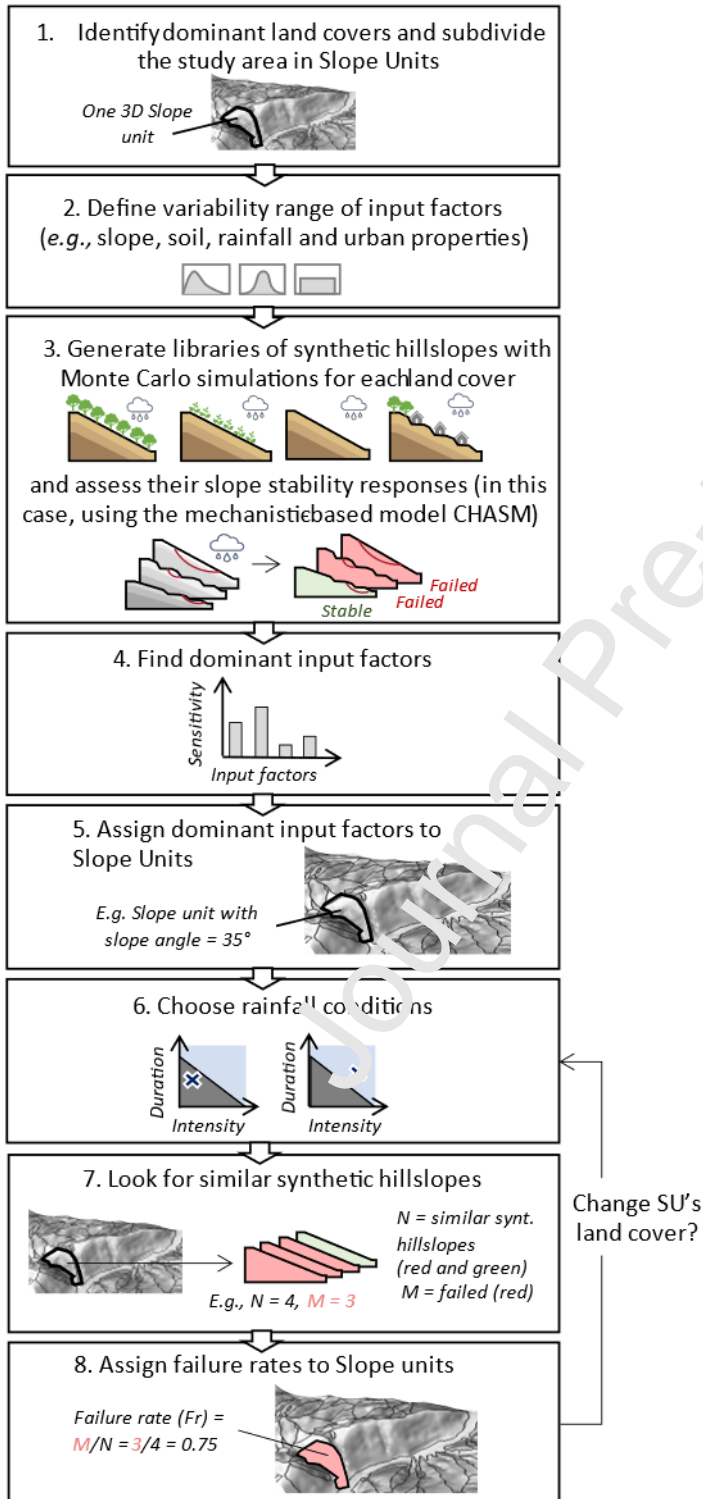 1. Identify dominant land covers and subdivide
the study area in Slope Units
One 3D Slope
unit
2. Define variability range of input factors
(e.g., slope, soil, rainfall and urban properties)
3. Generate libraries of synthetic hillslopes with
Monte Carlo simulations for eachland cover
and assess their slope stability responses (in this
case, using the mechanisticbased model CHASM)
Failed
Failed
Stable
4. Find dominant input factors
Sensitivity
Input factors
5. Assign dominant input factors to
Slope Units
E.g. Slope unit with
slope angle = 35°
6. Choose rainfall conditions
Duration
Intensity
Duration
Intensity
7. Look for similar synthetic hillslopes
N = similar synt.
hillslopes
(red and green)
M = failed (red)
E.g., N = 4, M = 3
Change SU's
land cover?
8. Assign failure rates to Slope units
Failure rate (Fr) =
M/N = 3/4 = 0.75
Journal Pre-